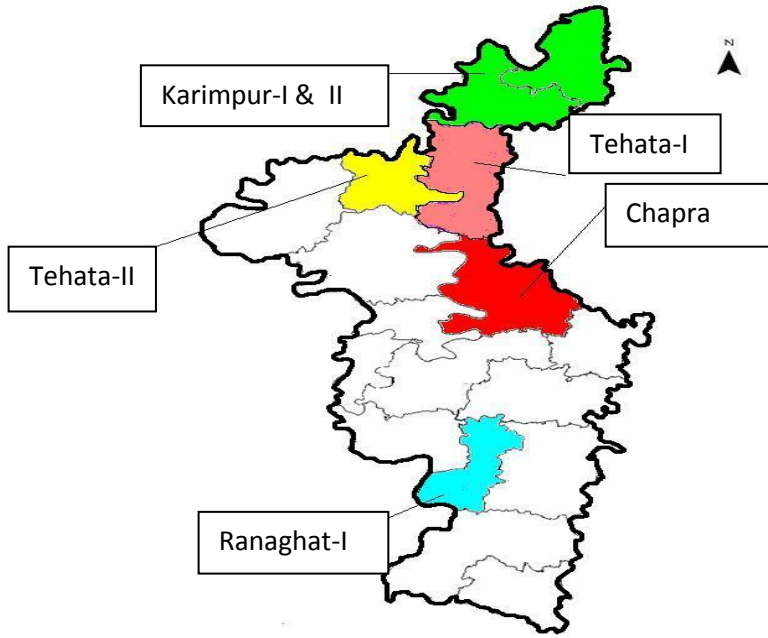 N
Karimpur-I & II
Tehata-I
Chapra
Tehata-II
Ranaghat-I